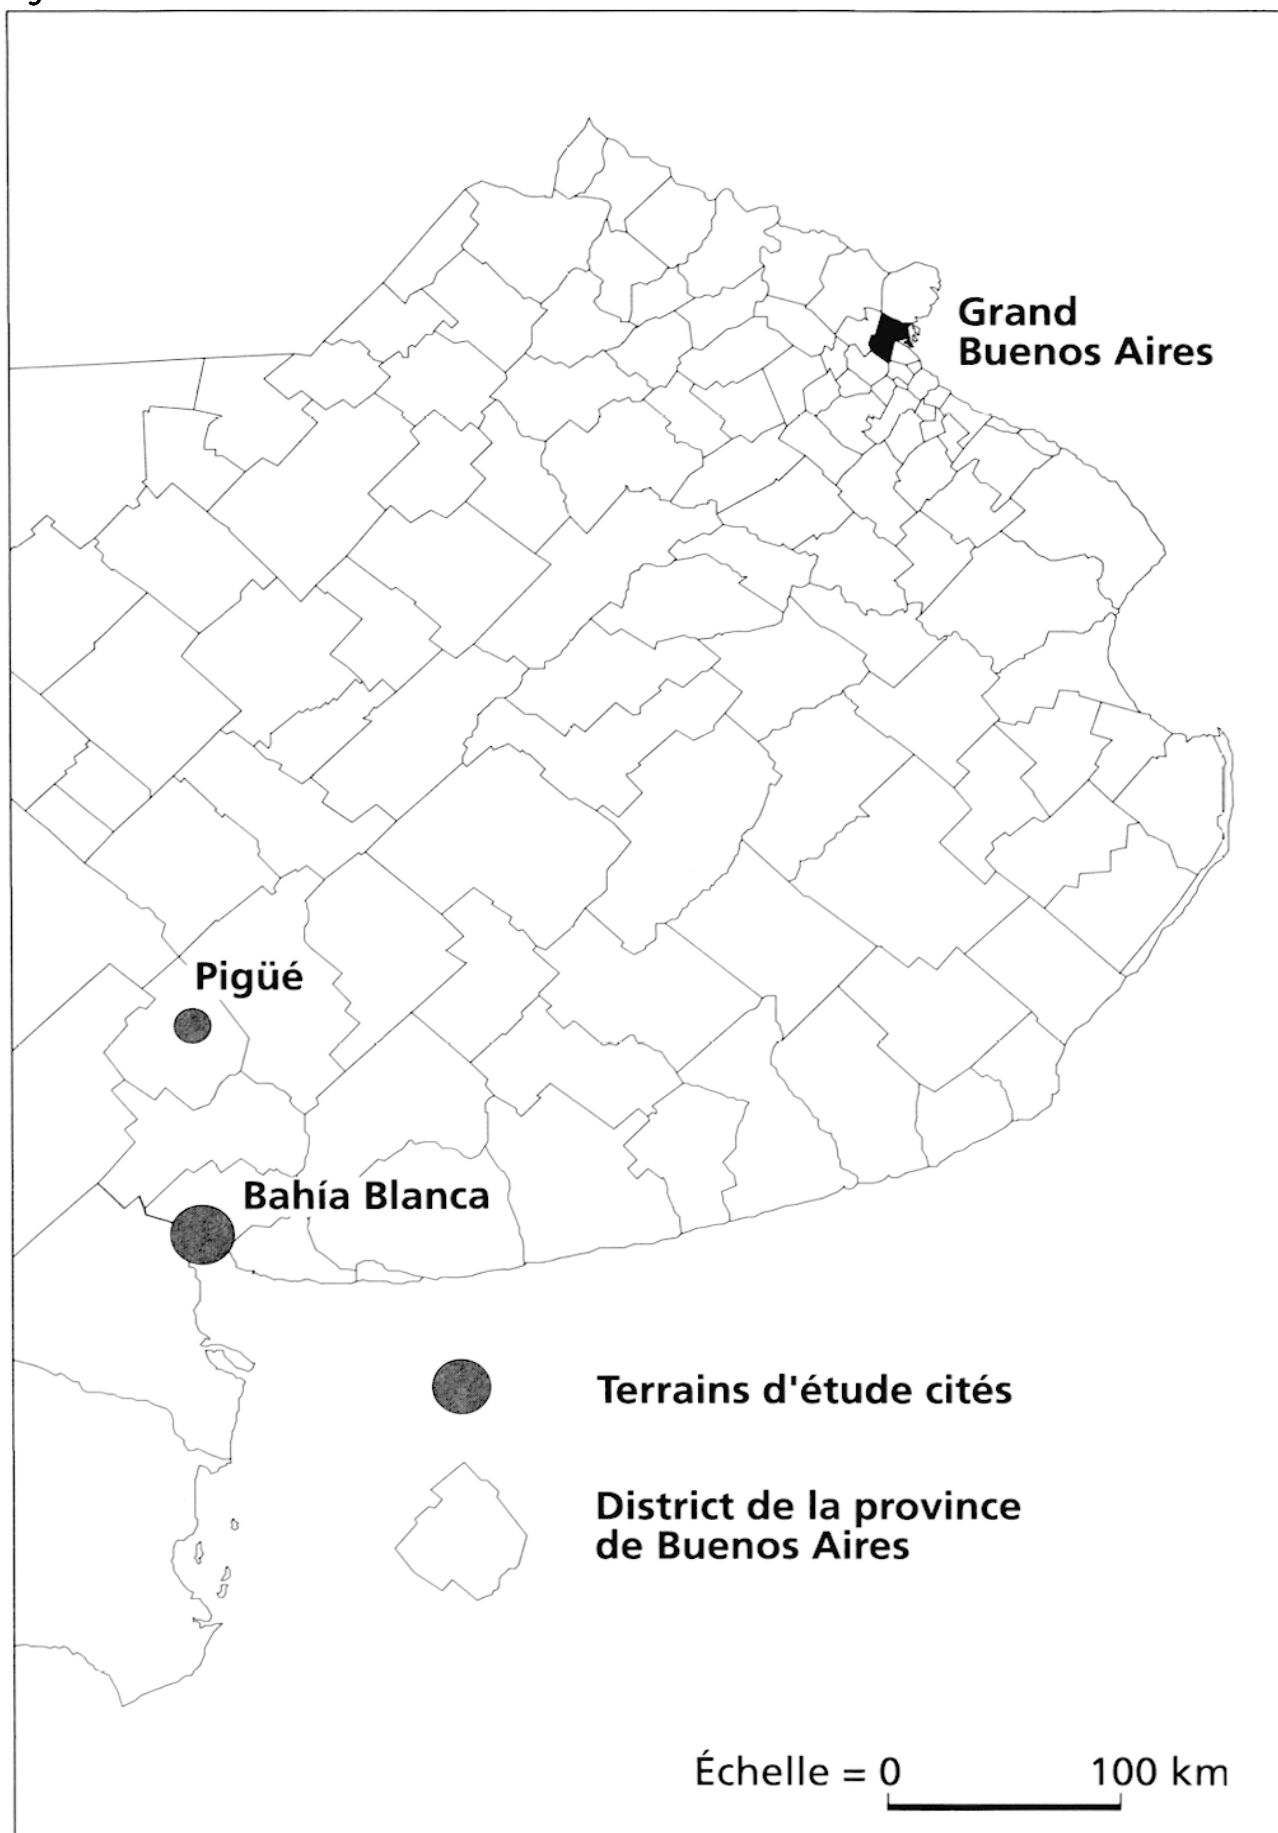 Grand
Buenos Aires
Pigüé
Bahía Blanca
Terrains d'étude cités
District de la province
de Buenos Aires
Échelle = 0 100 km